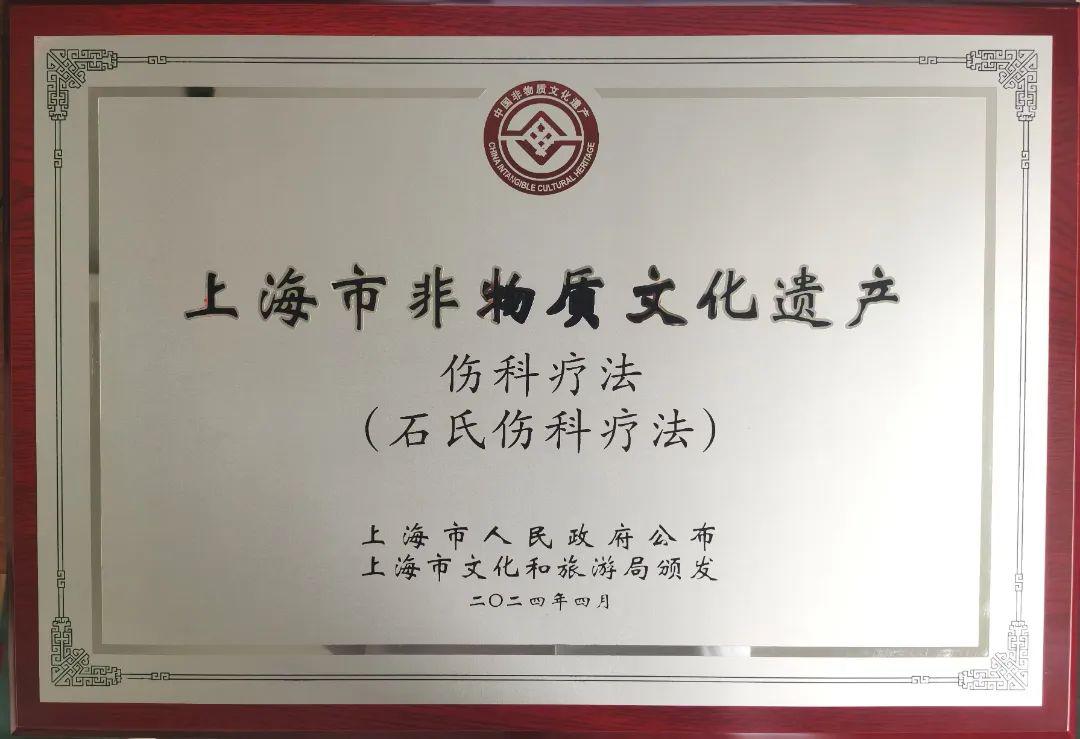 中国非物质文化遗产
CHINA INTANGIBLE CULTURAL HERITAGE
上海市非物质文化遗产
伤科疗法
（石氏伤科疗法）
上海市人民政府公布
上海市文化和旅游局颁发
二〇二四年四月